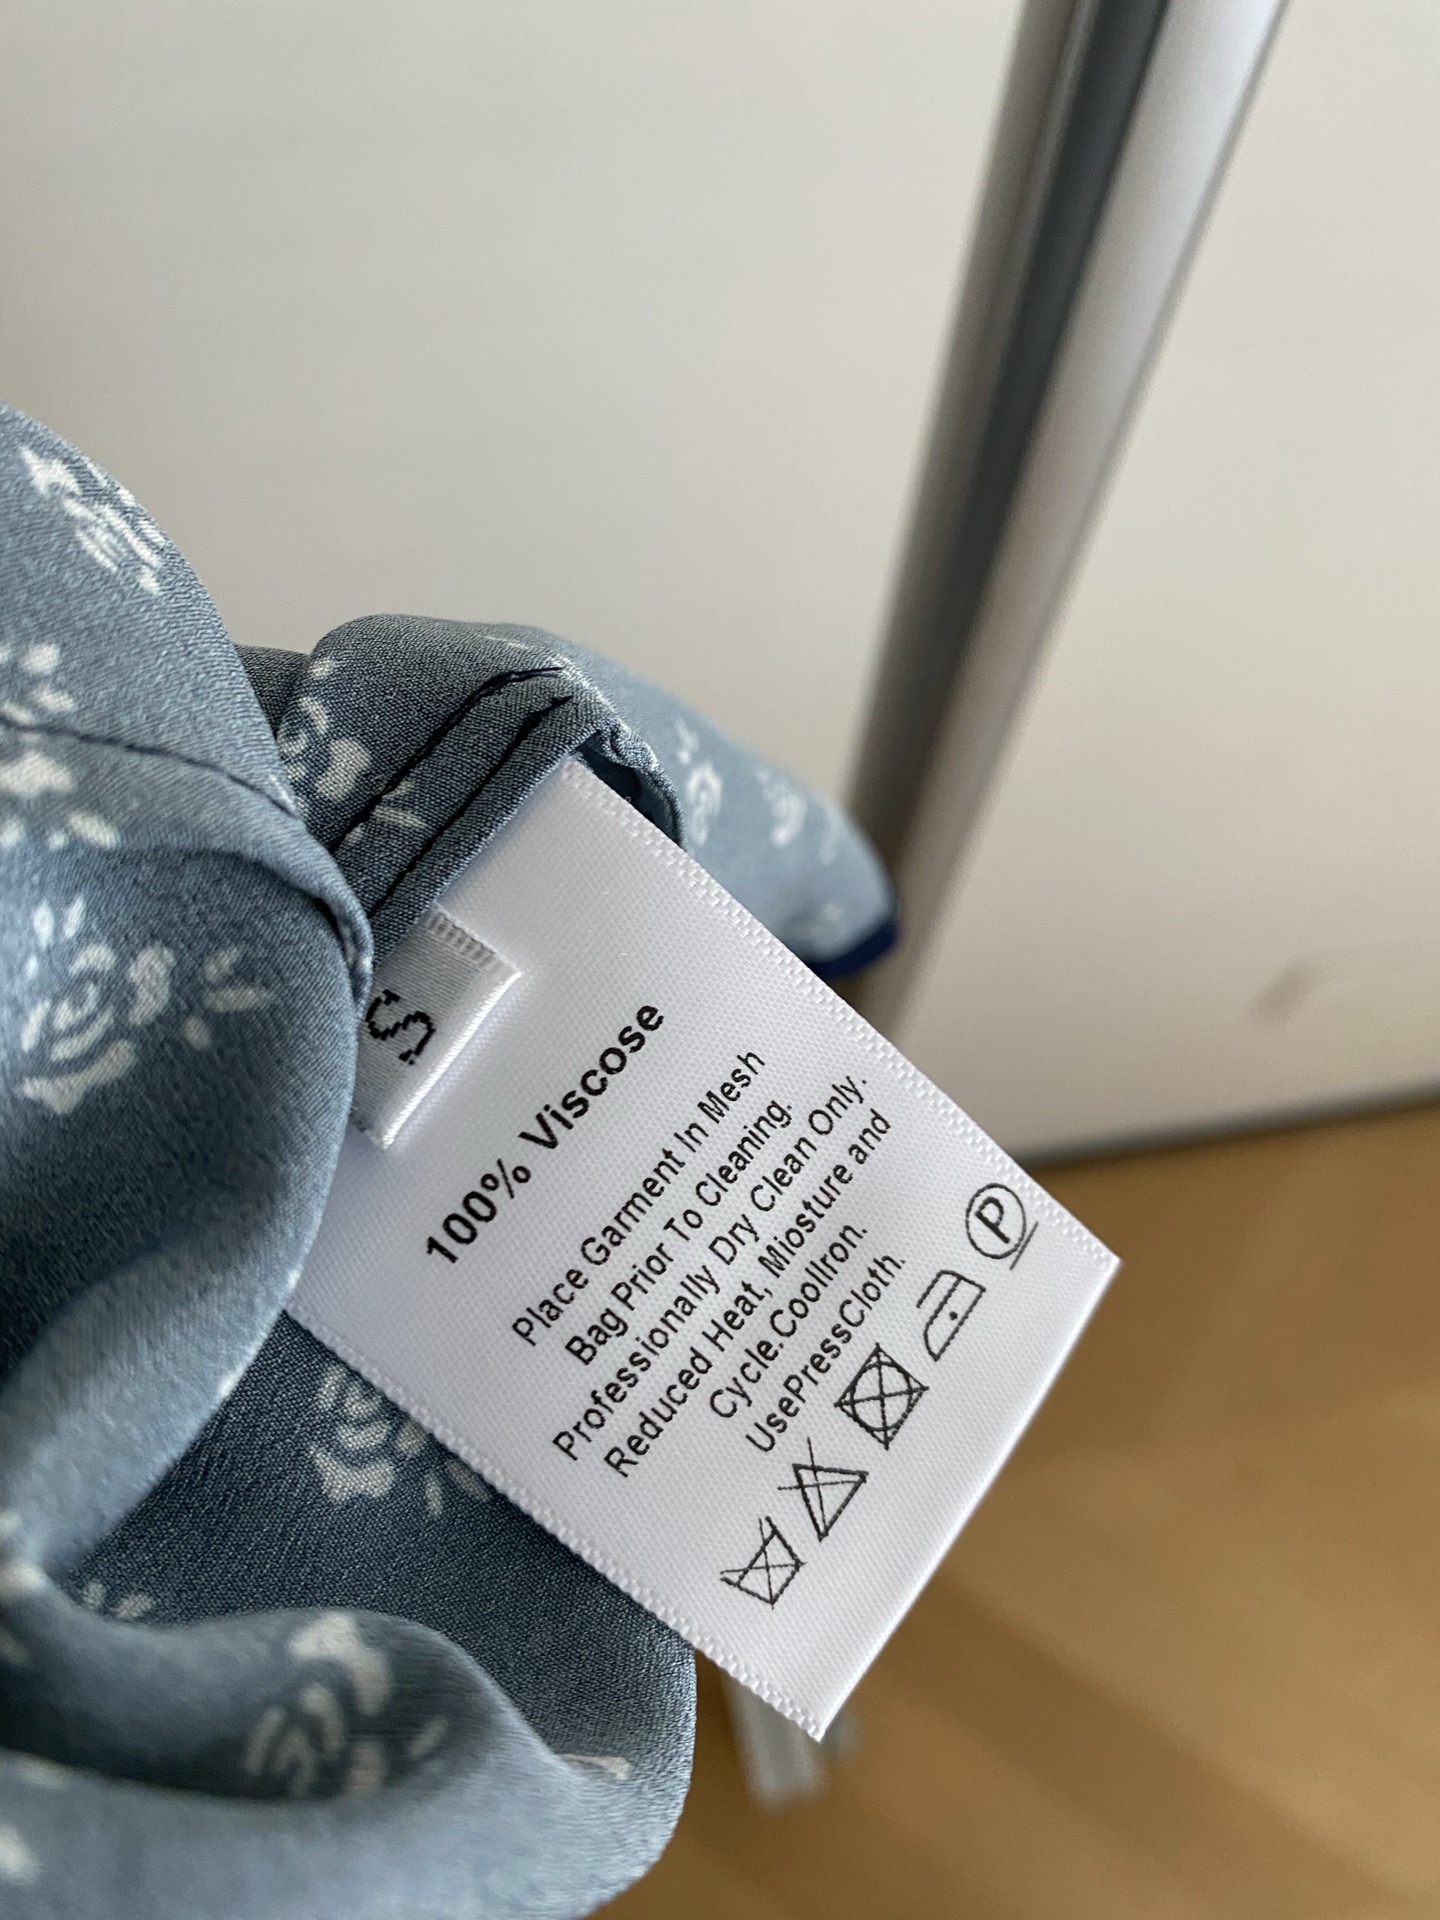 S
100% Viscose
Place Garment In Mesh
Bag Prior To Cleaning.
Professionally Dry Clean Only.
Reduced Heat, Miosture and
Cycle.CoolIron.
UsePressCloth.
P